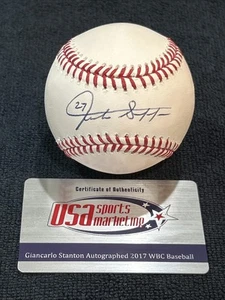 27
Certificate of Authenticity
USA sports
marketing
Giancarlo Stanton Autographed 2017 WBC Baseball